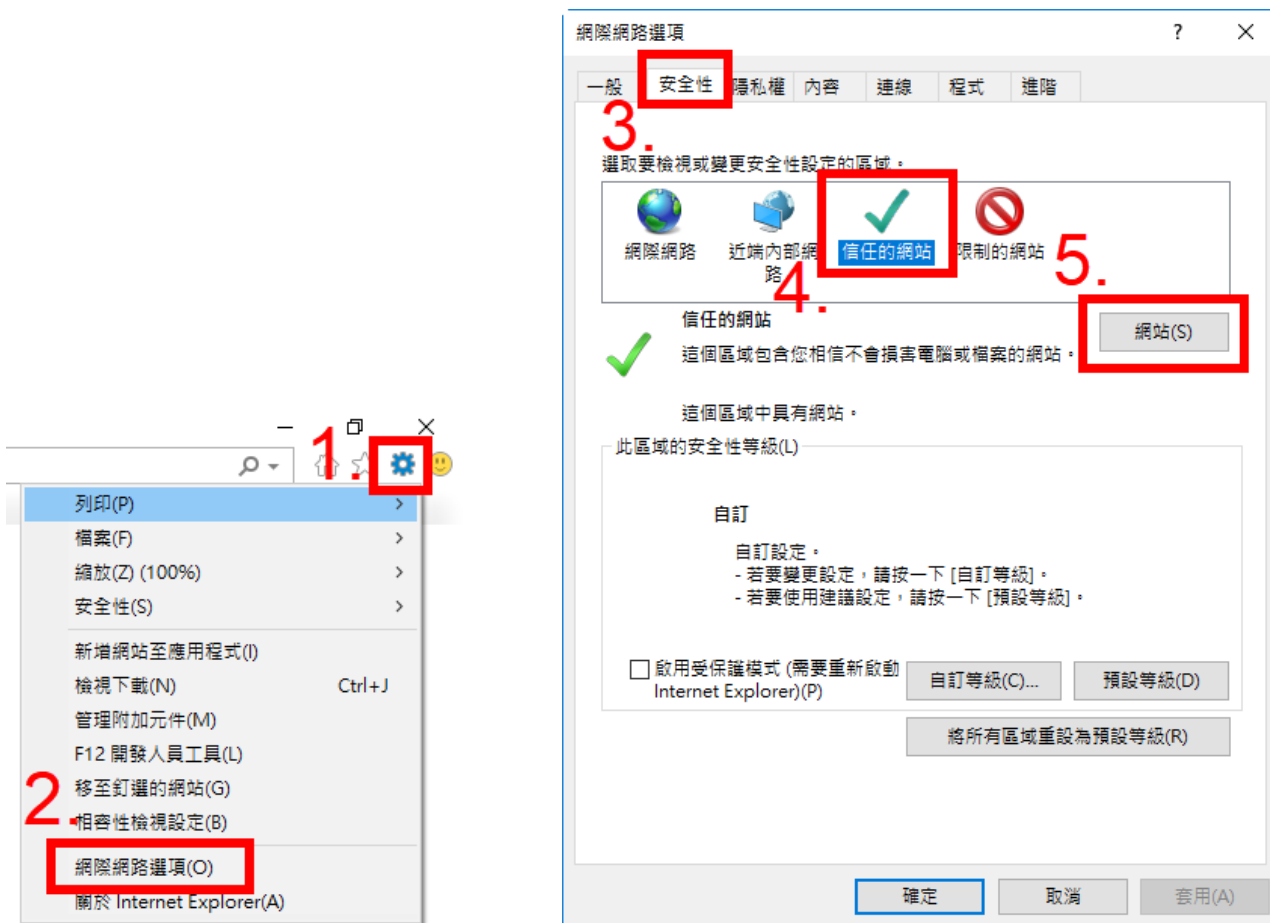 1.
列印(P)
檔案(F)
縮放(Z) (100%)
安全性(S)
新增網站至應用程式(I)
檢視下載(N) Ctrl+J
管理附加元件(M)
F12 開發人員工具(L)
移至釘選的網站(G)
2.
相容性檢視設定(B)
網際網路選項(O)
關於 Internet Explorer(A)
網際網路選項 ?
一般 安全性 隱私權 內容 連線 程式 進階
3.
選取要檢視或變更安全性設定的區域。
網際網路 近端內部網 信任的網站 限制的網站
路
4.
5.
信任的網站
網站(S)
這個區域包含您相信不會損害電腦或檔案的網站。
這個區域中具有網站。
此區域的安全性等級(L)
自訂
自訂設定。
- 若要變更設定，請按一下 [自訂等級]。
- 若要使用建議設定，請按一下 [預設等級]。
啟用受保護模式 (需要重新啟動
Internet Explorer)(P)
自訂等級(C)... 預設等級(D)
將所有區域重設為預設等級(R)
確定 取消 套用(A)